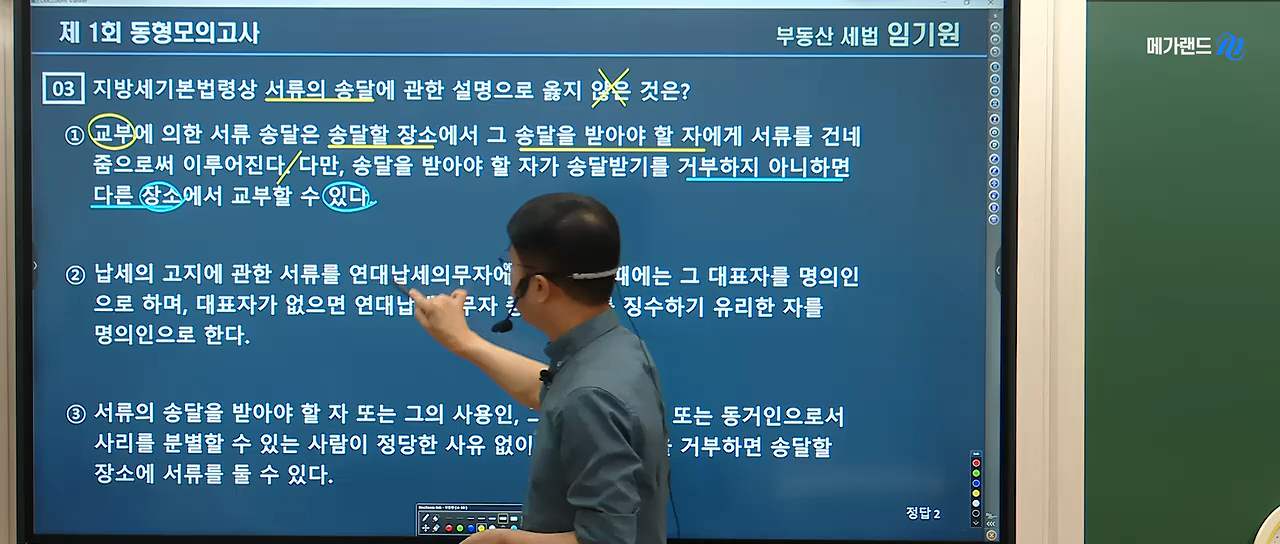 제 1회 동형모의고사
부동산 세법 임기원
메가랜드
03 지방세기본법령상 서류의 송달에 관한 설명으로 옳지 않은 것은?
① 교부에 의한 서류 송달은 송달할 장소에서 그 송달을 받아야 할 자에게 서류를 건네
줌으로써 이루어진다. 다만, 송달을 받아야 할 자가 송달받기를 거부하지 아니하면
다른 장소에서 교부할 수 있다.
② 납세의 고지에 관한 서류를 연대납세의무자에 때에는 그 대표자를 명의인
으로 하며, 대표자가 없으면 연대납 무자 징수하기 유리한 자를
명의인으로 한다.
③ 서류의 송달을 받아야 할 자 또는 그의 사용인, 또는 동거인으로서
사리를 분별할 수 있는 사람이 정당한 사유 없이 거부하면 송달할
장소에 서류를 둘 수 있다.
정답 2